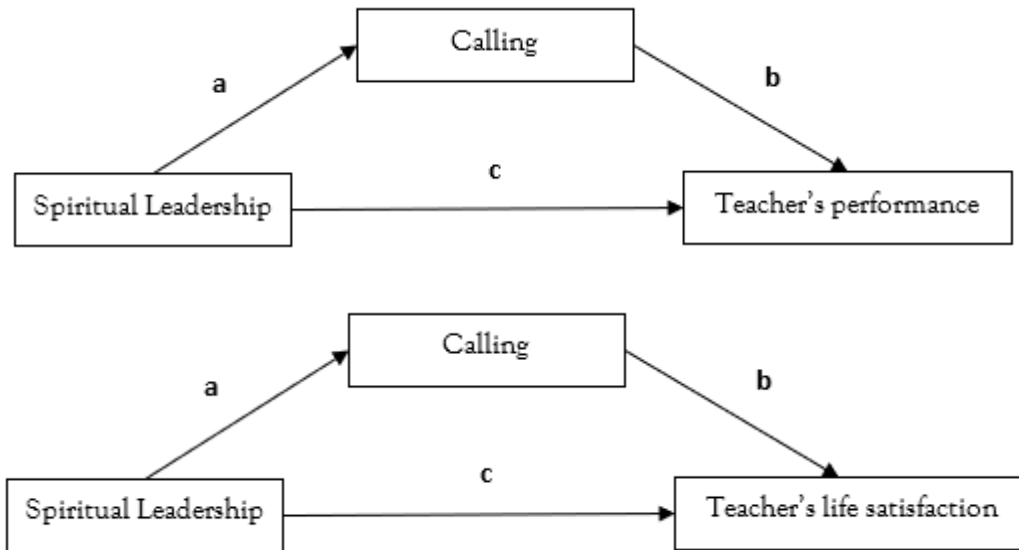 Calling
a
b
c
Spiritual Leadership
Teacher’s performance
Calling
a
b
c
Spiritual Leadership
Teacher’s life satisfaction